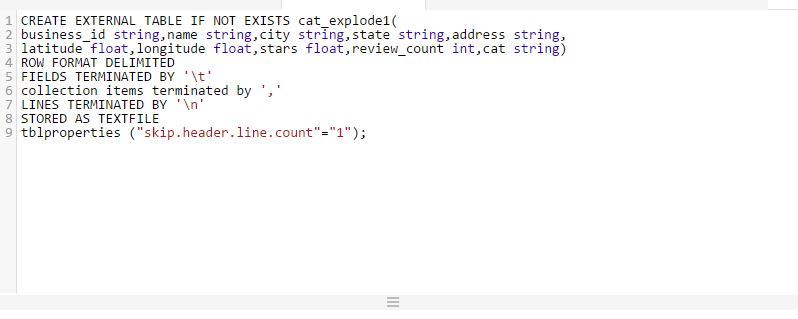 1 CREATE EXTERNAL TABLE IF NOT EXISTS cat_explode1(
2 business_id string,name string,city string,state string,address string,
3 latitude float,longitude float,stars float,review_count int,cat string)
4 ROW FORMAT DELIMITED
5 FIELDS TERMINATED BY '\t'
6 collection items terminated by ','
7 LINES TERMINATED BY '\n'
8 STORED AS TEXTFILE
9 tblproperties ("skip.header.line.count"="1");